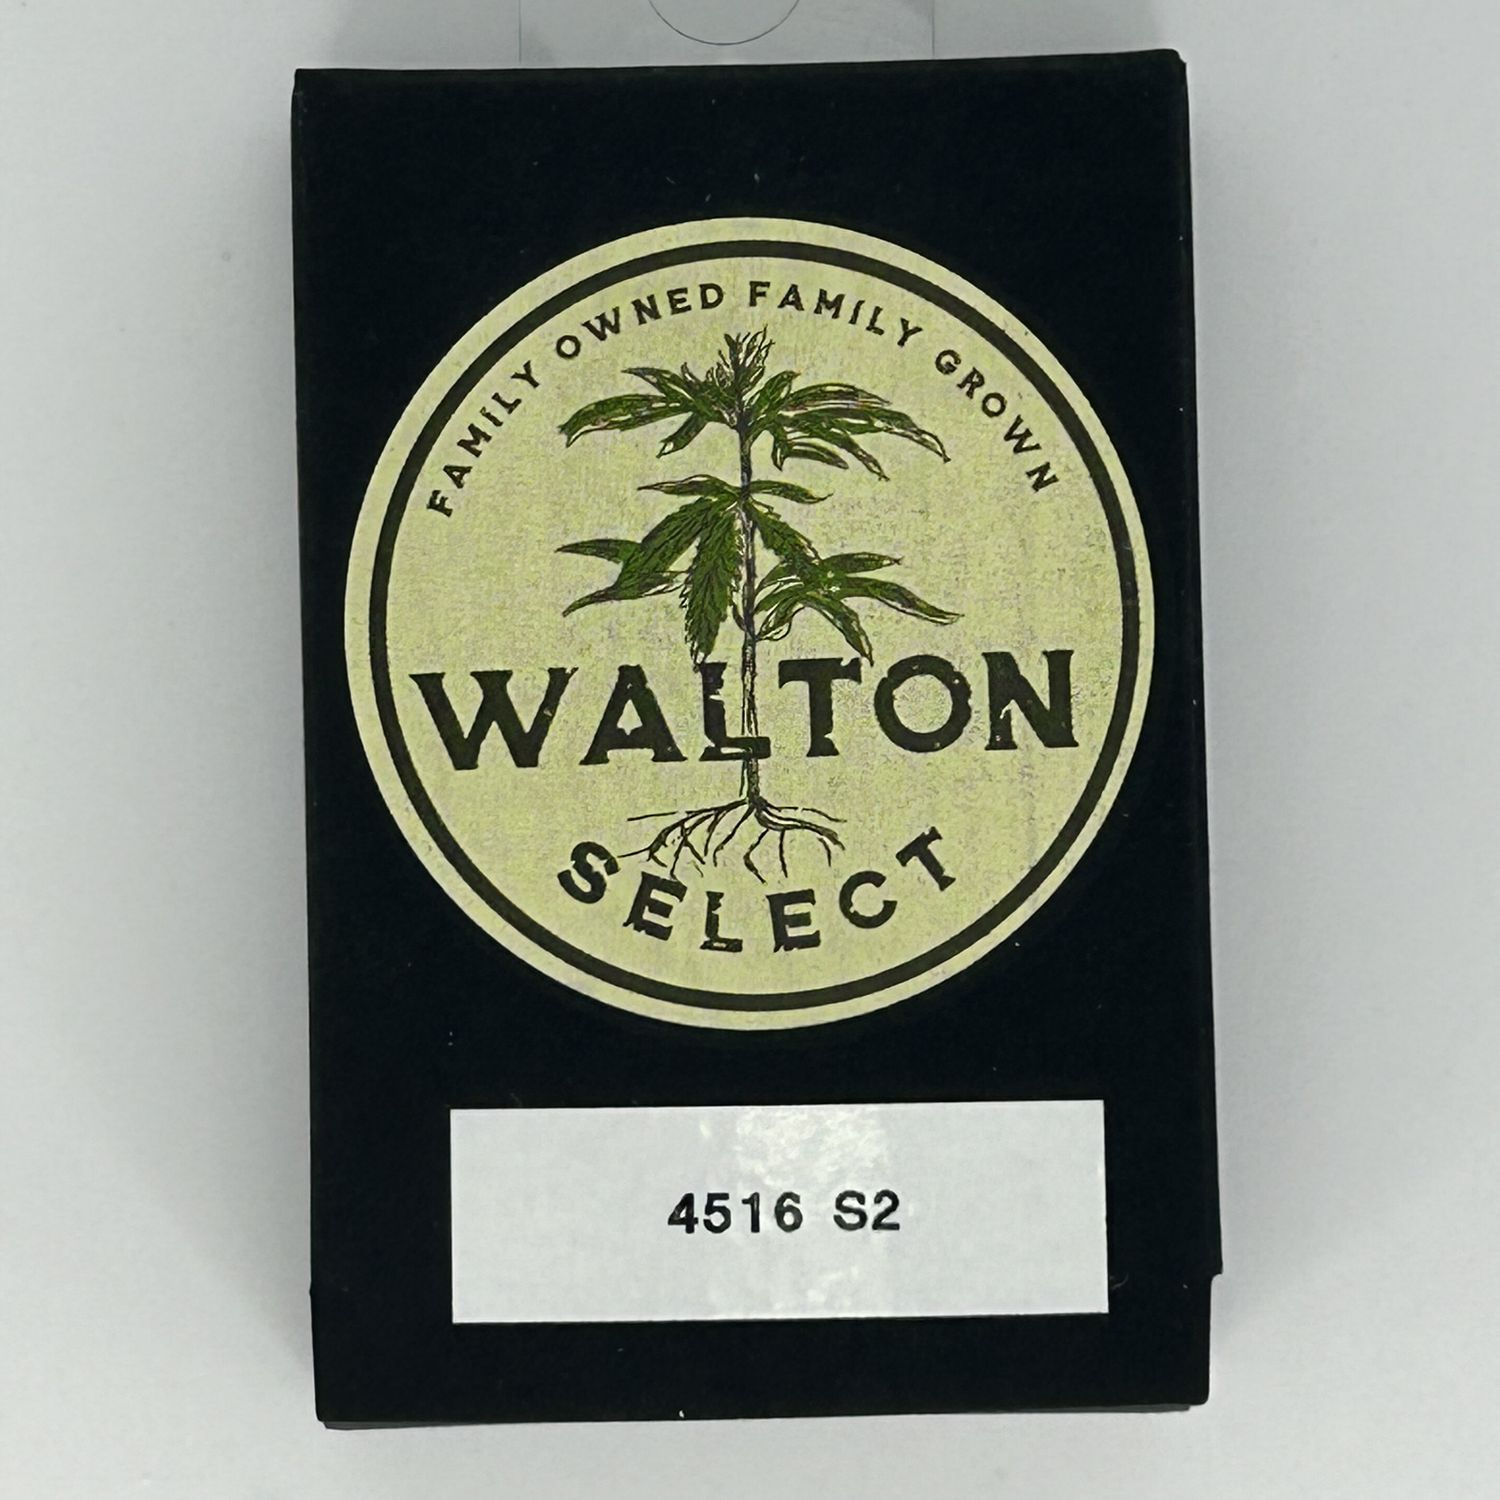 FAMILY OWNED FAMILY GROWN
WALTON
SELECT
4516 S2